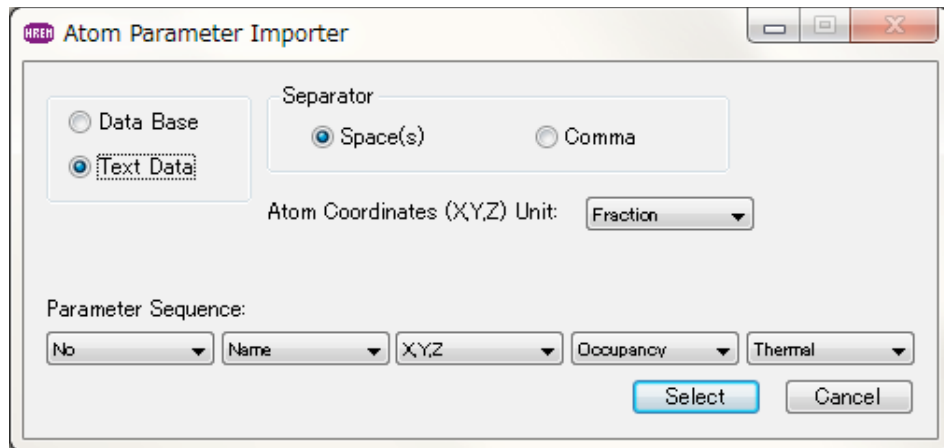 HREM Atom Parameter Importer
Data Base
Text Data
Separator
Space(s) Comma
Atom Coordinates (X,Y,Z) Unit: Fraction
Parameter Sequence:
No Name X,Y,Z Occupancy Thermal
Select Cancel